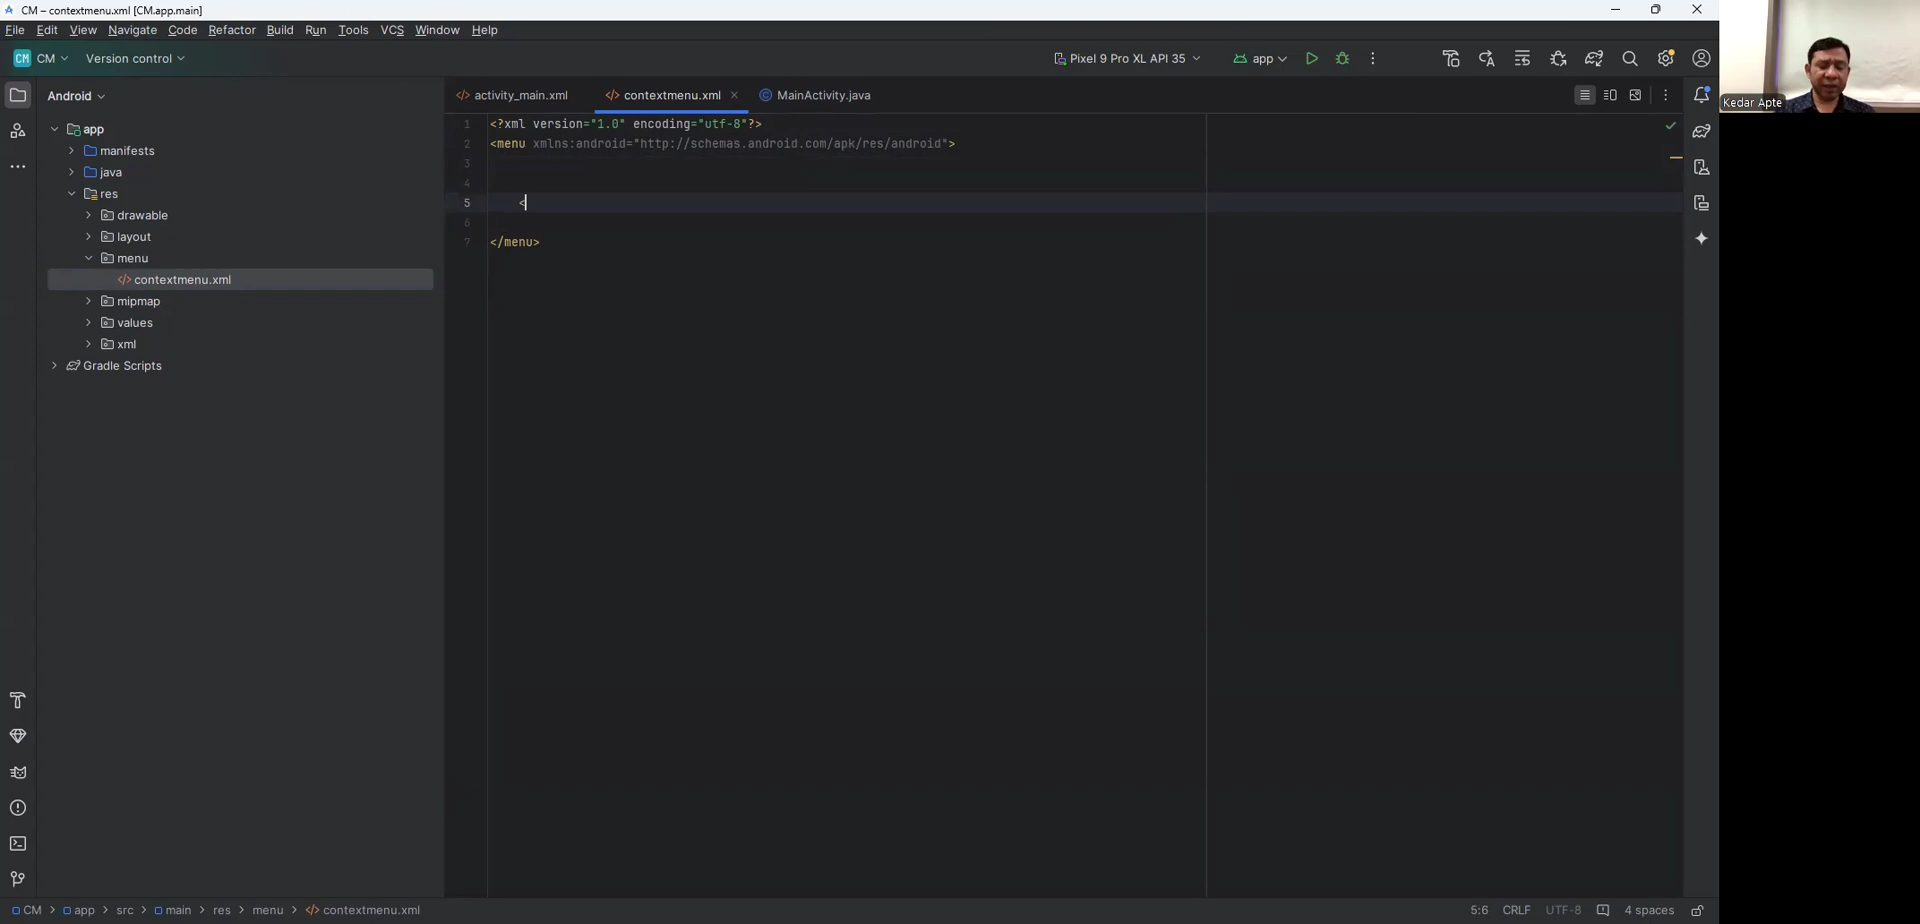 CM – contextmenu.xml [CM.app.main]
File Edit View Navigate Code Refactor Build Run Tools VCS Window Help
CM CM Version control Pixel 9 Pro XL API 35 app
Android activity_main.xml contextmenu.xml MainActivity.java
Kedar Apte
app
manifests
java
res
drawable
layout
menu
contextmenu.xml
mipmap
values
xml
Gradle Scripts
1 <?xml version="1.0" encoding="utf-8"?>
2 <menu xmlns:android="http://schemas.android.com/apk/res/android">
3
4
5 <
6
7 </menu>
CM > app > src > main > res > menu > contextmenu.xml 5:6 CRLF UTF-8 4 spaces